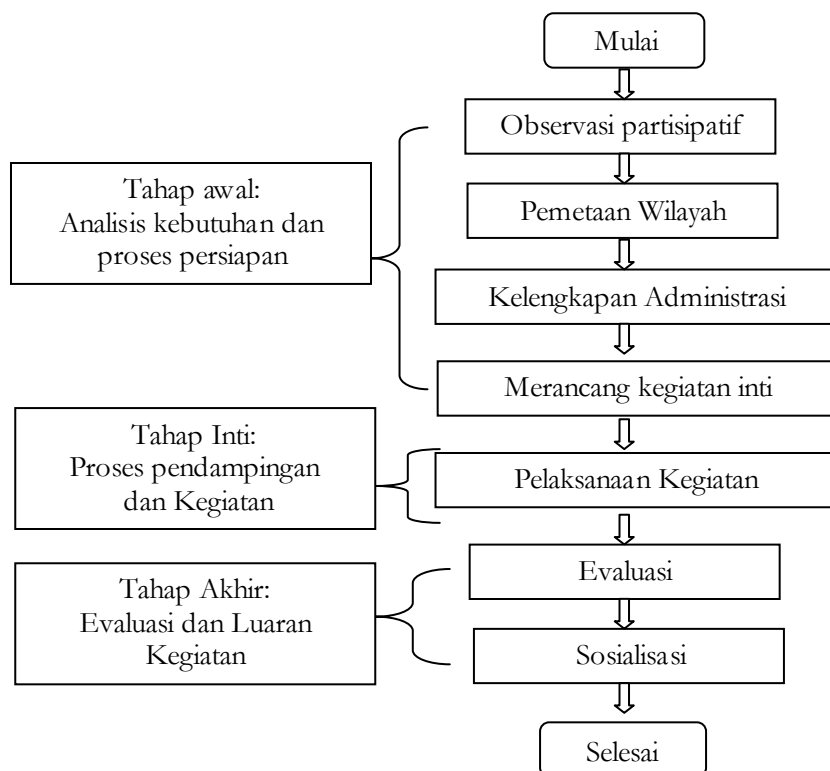 Mulai
Observasi partisipatif
Tahap awal:
Analisis kebutuhan dan
proses persiapan
Pemetaan Wilayah
Kelengkapan Administrasi
Merancang kegiatan inti
Tahap Inti:
Proses pendampingan
dan Kegiatan
Pelaksanaan Kegiatan
Tahap Akhir:
Evaluasi dan Luaran
Kegiatan
Evaluasi
Sosialisasi
Selesai